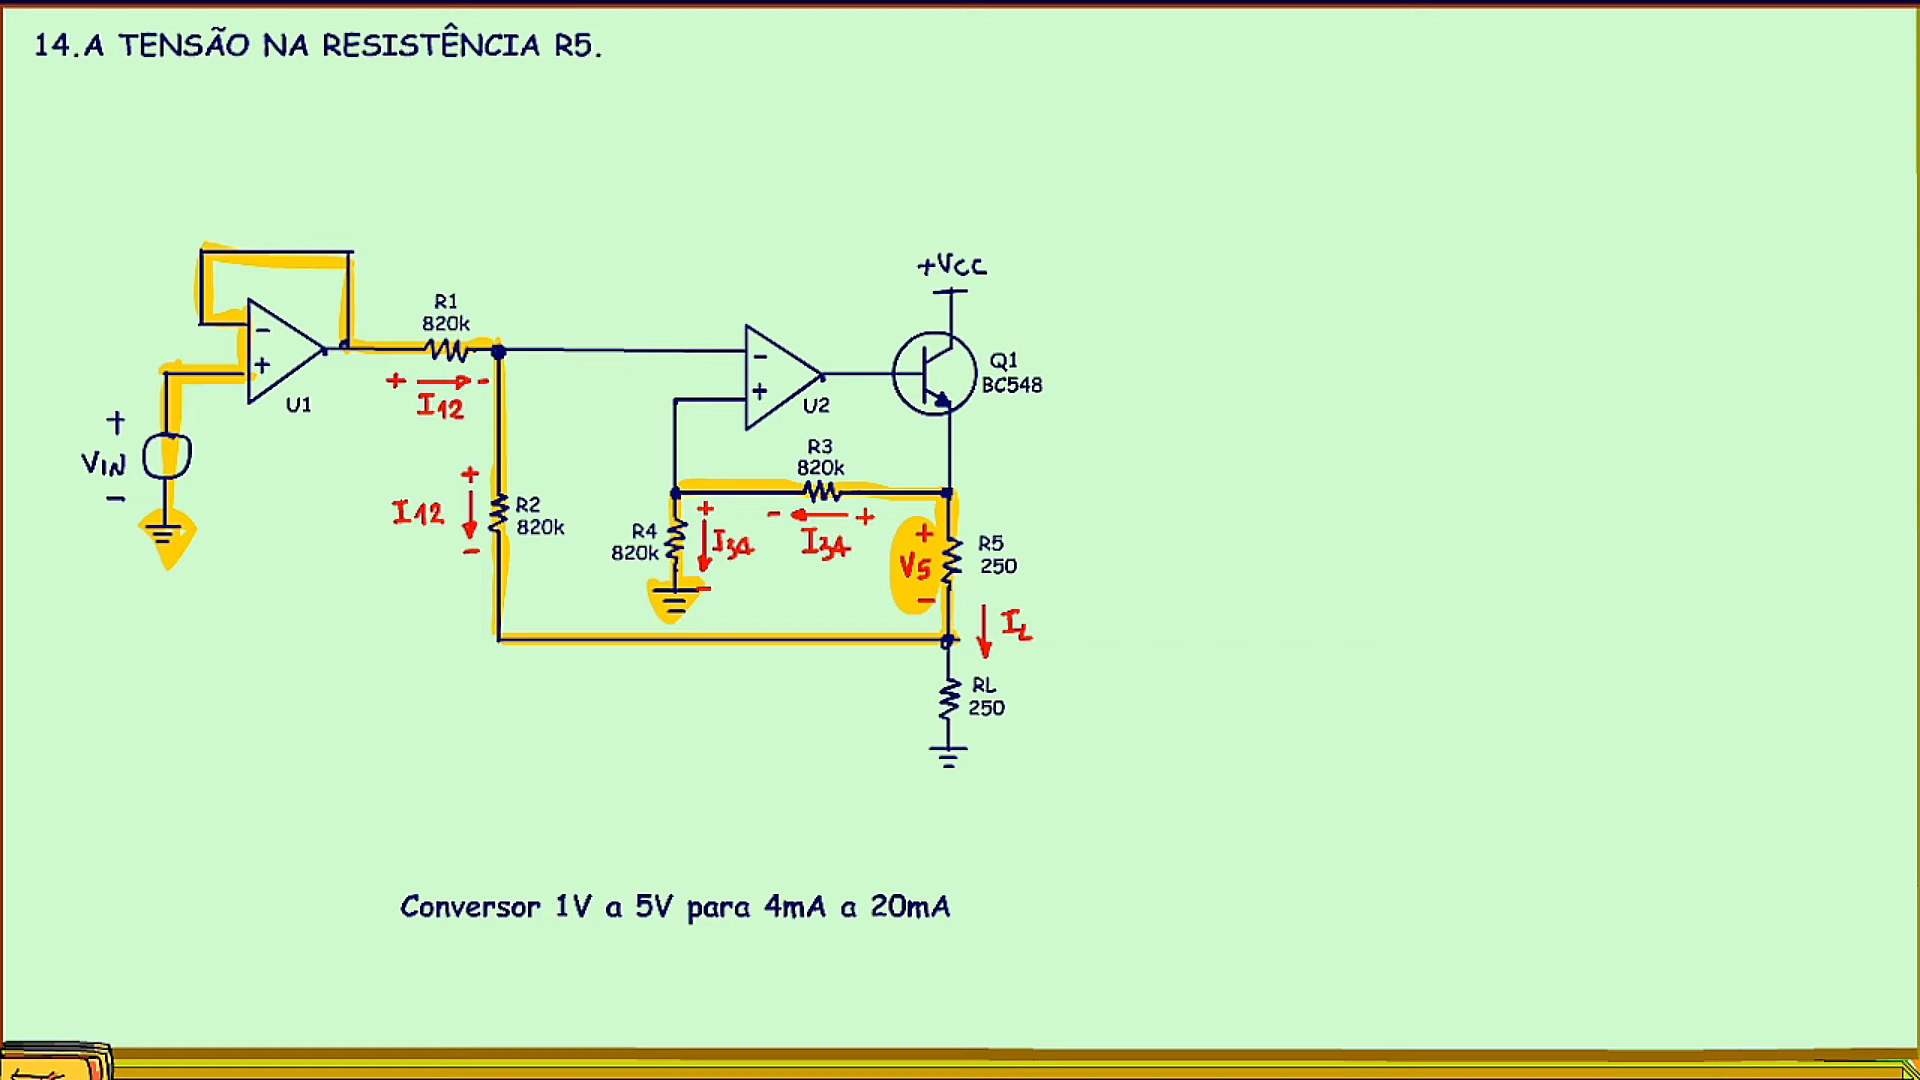 14.A TENSÃO NA RESISTÊNCIA R5.
+VCC
R1
820k
Q1
BC548
-
+
U1
-
+
U2
+ -
I12
+
VIN
-
R3
820k
+
I12
-
R2
820k
R4
820k
+
I34
-
- +
I34
+
V5
-
R5
250
IL
RL
250
Conversor 1V a 5V para 4mA a 20mA